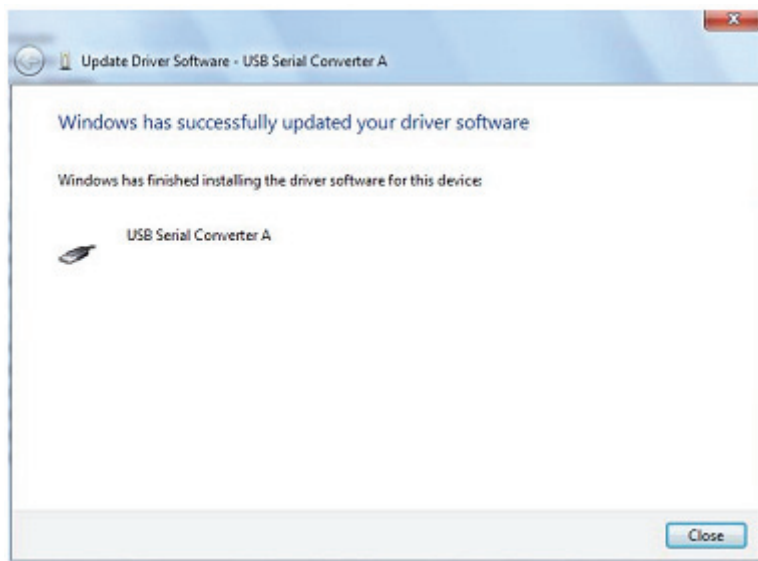 Update Driver Software - USB Serial Converter A
Windows has successfully updated your driver software
Windows has finished installing the driver software for this device:
USB Serial Converter A
Close